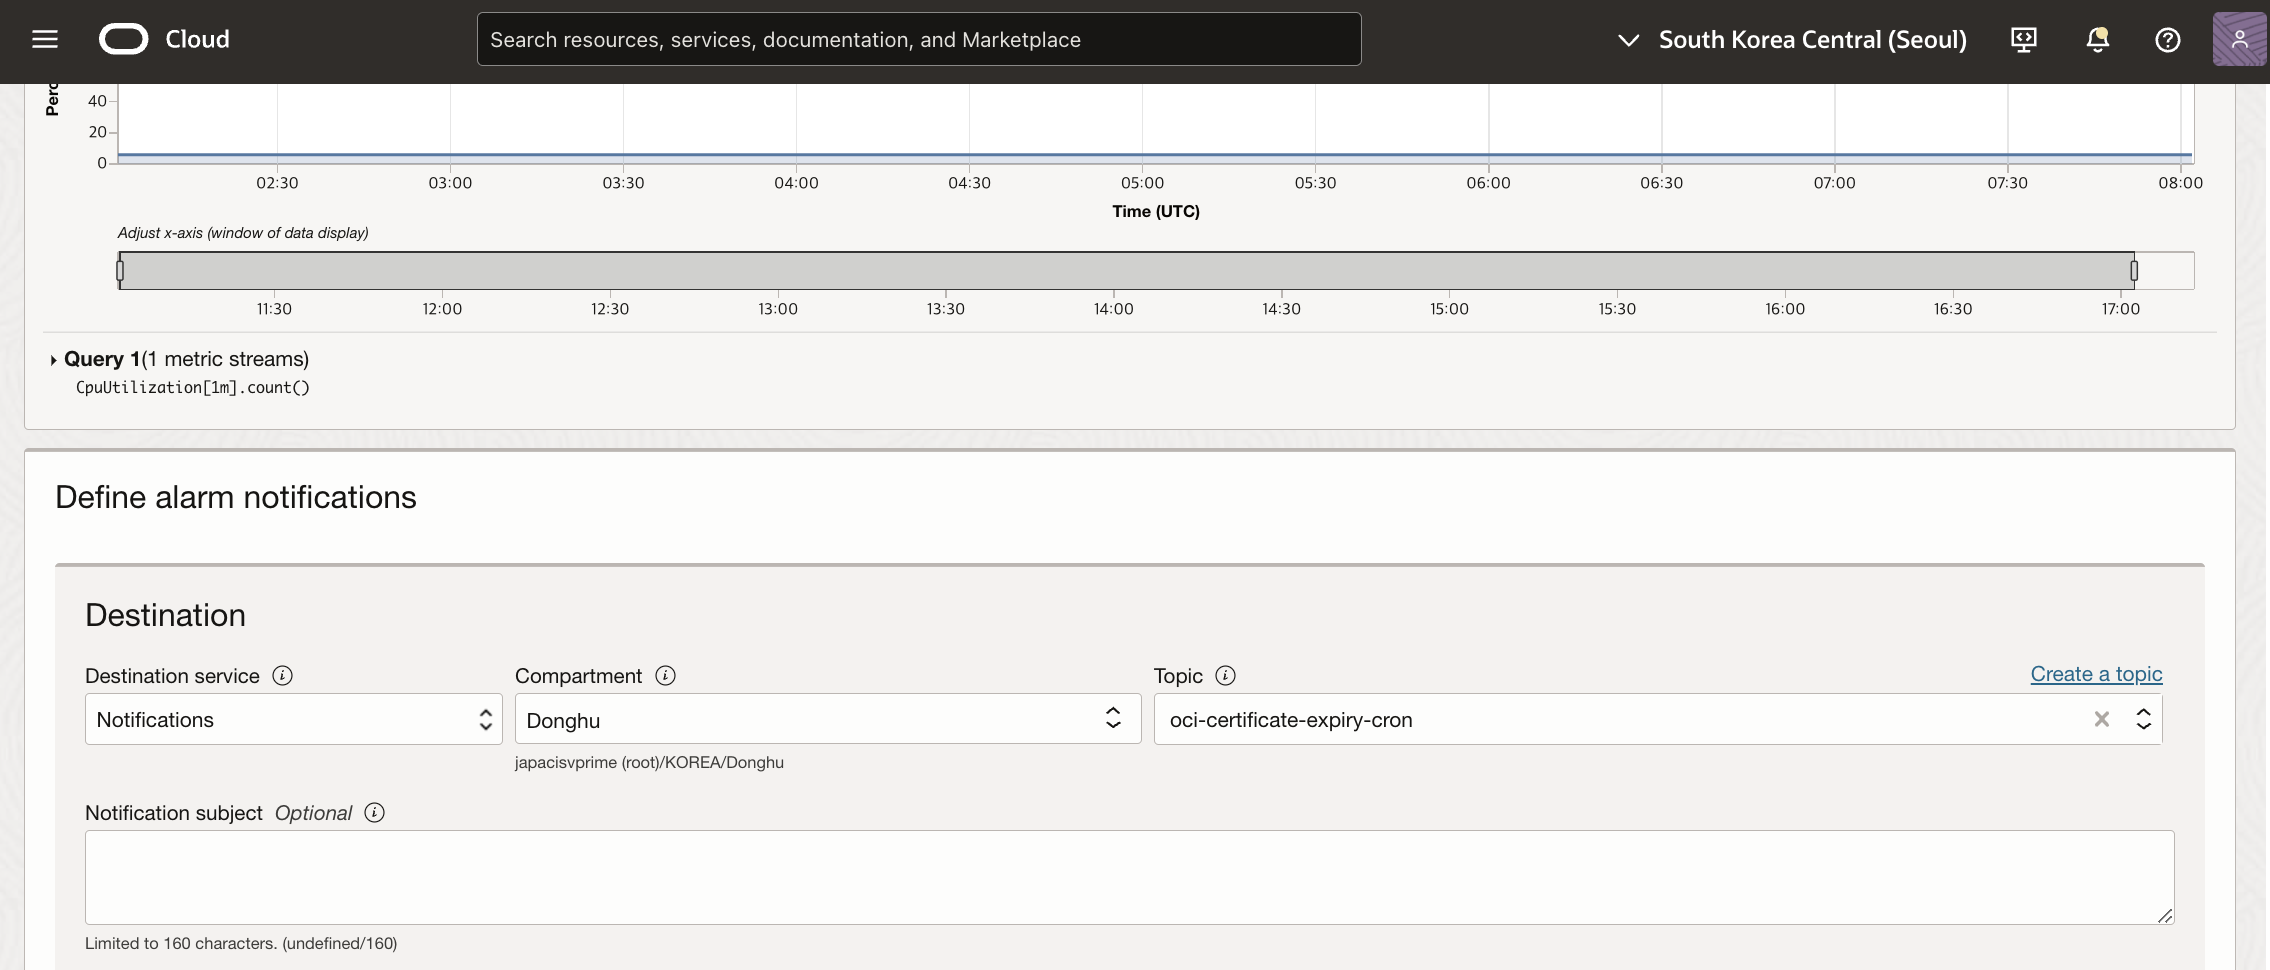 Cloud
Search resources, services, documentation, and Marketplace
South Korea Central (Seoul)
40
20
0
02:30 03:00 03:30 04:00 04:30 05:00 05:30 06:00 06:30 07:00 07:30 08:00
Time (UTC)
Adjust x-axis (window of data display)
11:30 12:00 12:30 13:00 13:30 14:00 14:30 15:00 15:30 16:00 16:30 17:00
Query 1(1 metric streams)
CpuUtilization[1m].count()
Define alarm notifications
Destination
Destination service Compartment Topic Create a topic
Notifications Donghu oci-certificate-expiry-cron
japacisvprime (root)/KOREA/Donghu
Notification subject Optional
Limited to 160 characters. (undefined/160)